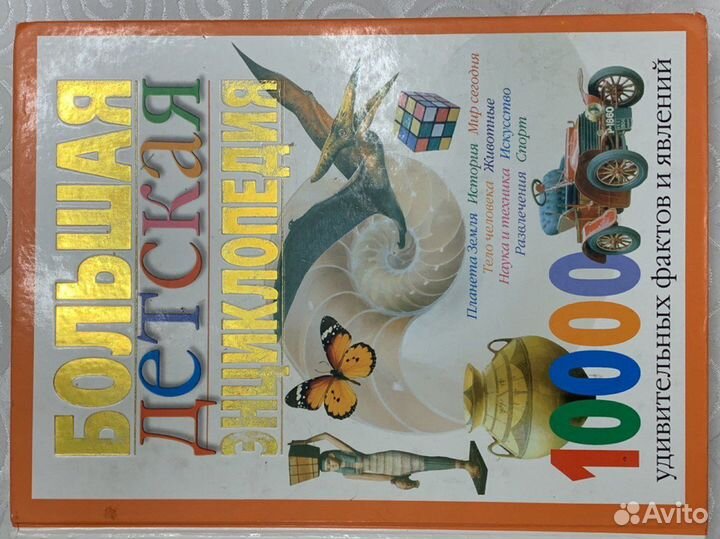 БОЛЬШАЯ
детская
ЭНЦИКЛОПЕДИЯ
Планета Земля История Мир сегодня
Тело человека Животные
Наука и техника Искусство
Развлечения Спорт
1860
10000
удивительных фактов и явлений
Avito